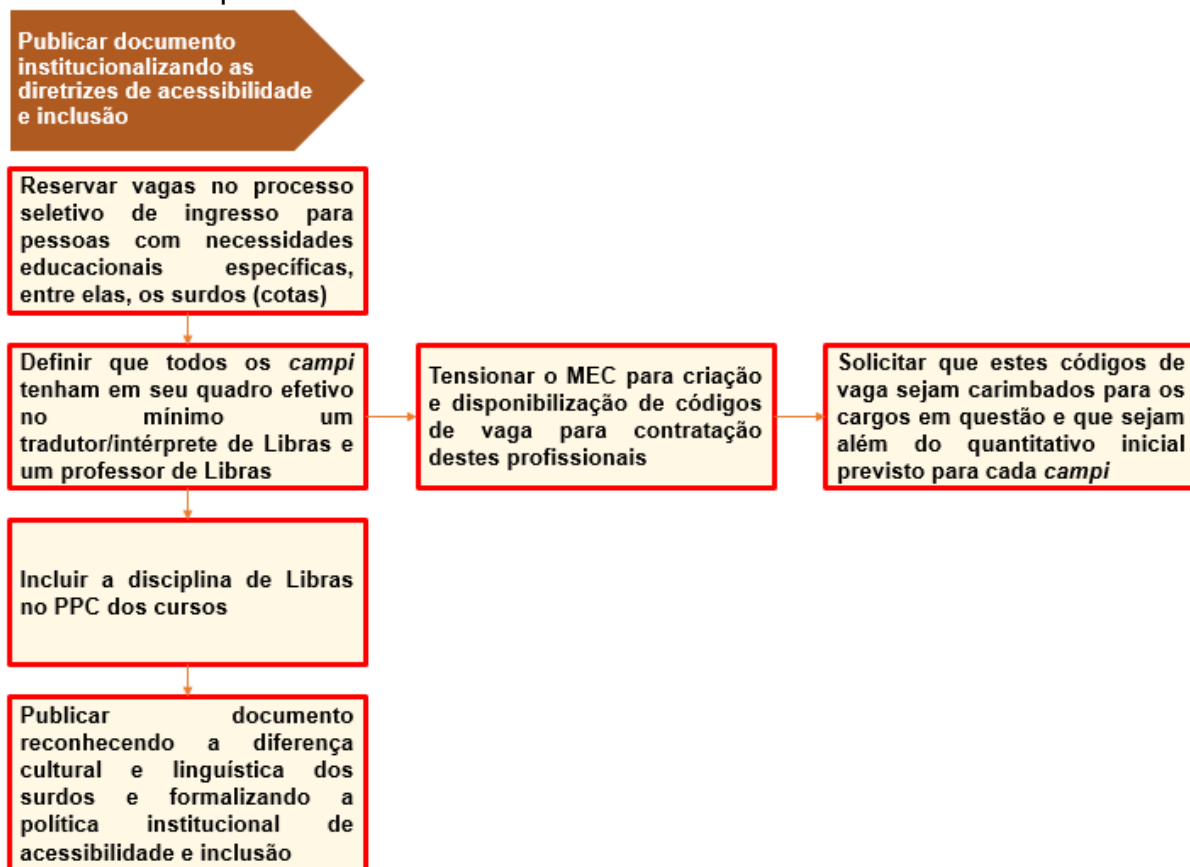 Publicar documento
institucionalizando as
diretrizes de acessibilidade
e inclusão
Reservar vagas no processo
seletivo de ingresso para
pessoas com necessidades
educacionais específicas,
entre elas, os surdos (cotas)
Definir que todos os campi
tenham em seu quadro efetivo
no mínimo um
tradutor/intérprete de Libras e
um professor de Libras
Tensionar o MEC para criação
e disponibilização de códigos
de vaga para contratação
destes profissionais
Solicitar que estes códigos de
vaga sejam carimbados para os
cargos em questão e que sejam
além do quantitativo inicial
previsto para cada campi
Incluir a disciplina de Libras
no PPC dos cursos
Publicar documento
reconhecendo a diferença
cultural e linguística dos
surdos e formalizando a
política institucional de
acessibilidade e inclusão